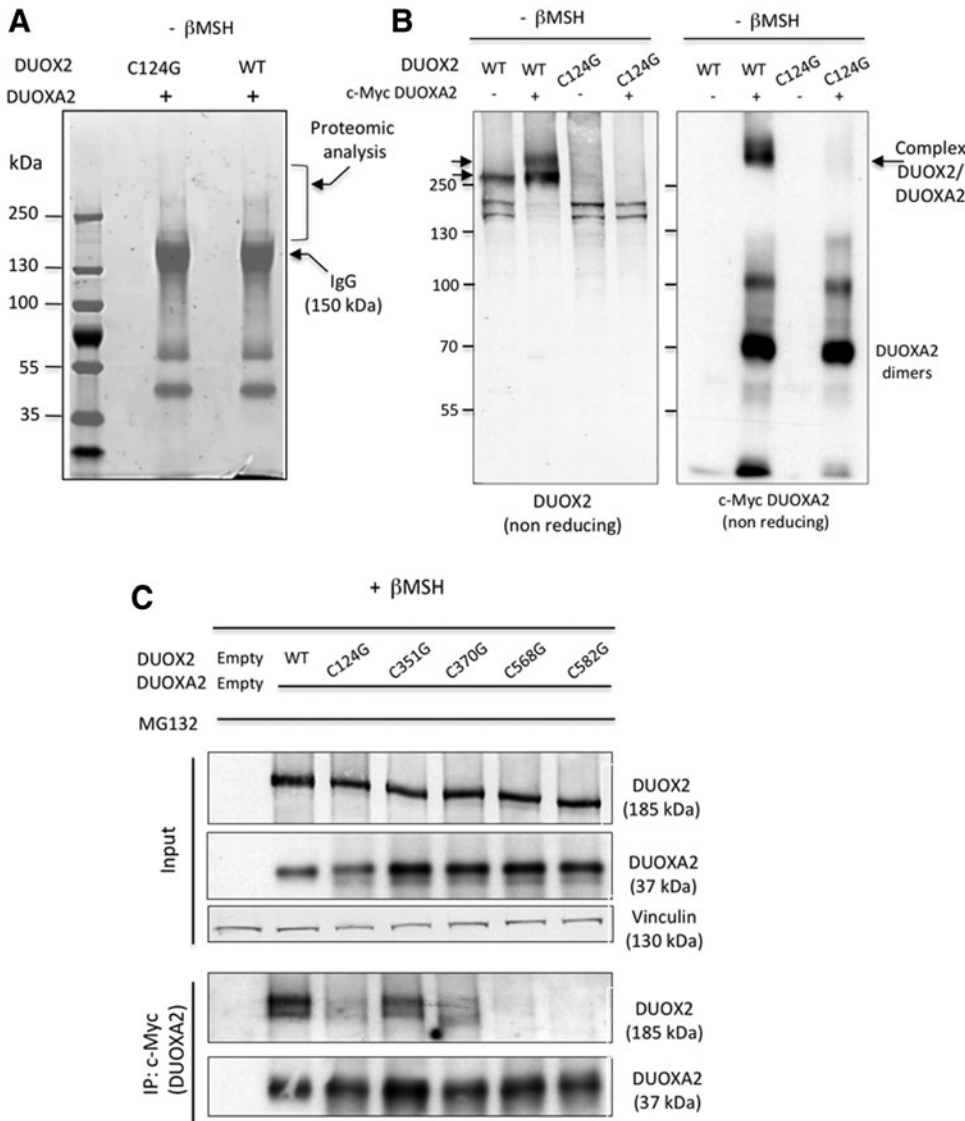 A
- βMSH
DUOX2 C124G WT
DUOXA2 + +
kDa
250
130
100
55
35
Proteomic
analysis
IgG
(150 kDa)
B
- βMSH
DUOX2 WT WT C124G C124G
c-Myc DUOXA2 - + - +
250
130
100
70
55
DUOX2
(non reducing)
- βMSH
WT WT C124G C124G
- + - +
Complex
DUOX2/
DUOXA2
DUOXA2
dimers
c-Myc DUOXA2
(non reducing)
C
+ βMSH
DUOX2 Empty WT C124G C351G C370G C568G C582G
DUOXA2 Empty
MG132
Input
DUOX2
(185 kDa)
DUOXA2
(37 kDa)
Vinculin
(130 kDa)
IP: c-Myc
(DUOXA2)
DUOX2
(185 kDa)
DUOXA2
(37 kDa)